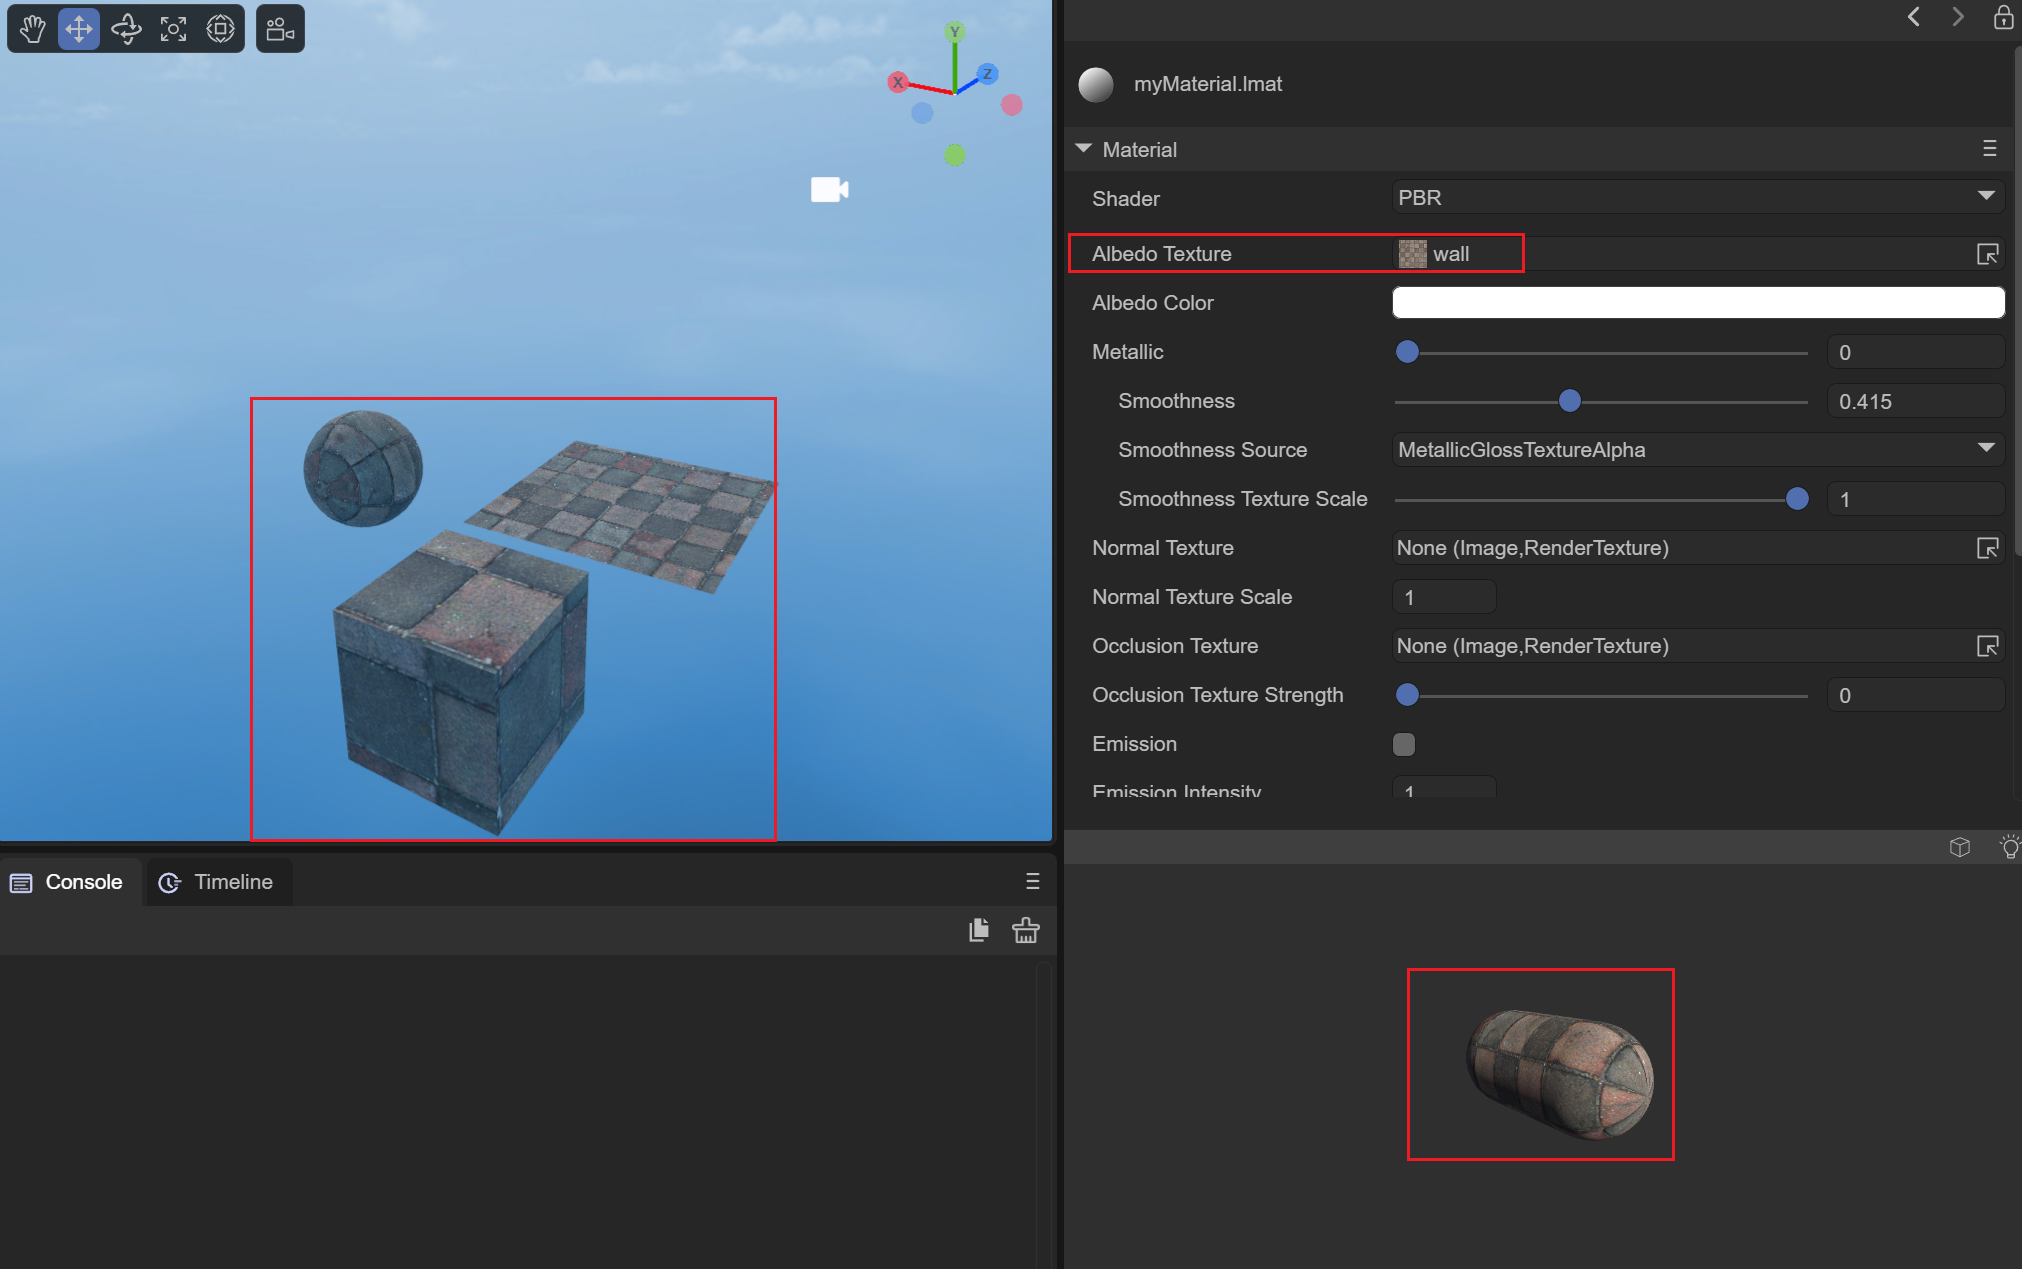 Y
X
Z
myMaterial.lmat
Material
Shader PBR
Albedo Texture wall
Albedo Color
Metallic 0
Smoothness 0.415
Smoothness Source MetallicGlossTextureAlpha
Smoothness Texture Scale 1
Normal Texture None (Image,RenderTexture)
Normal Texture Scale 1
Occlusion Texture None (Image,RenderTexture)
Occlusion Texture Strength 0
Emission
Emission Intensity 1
Console Timeline